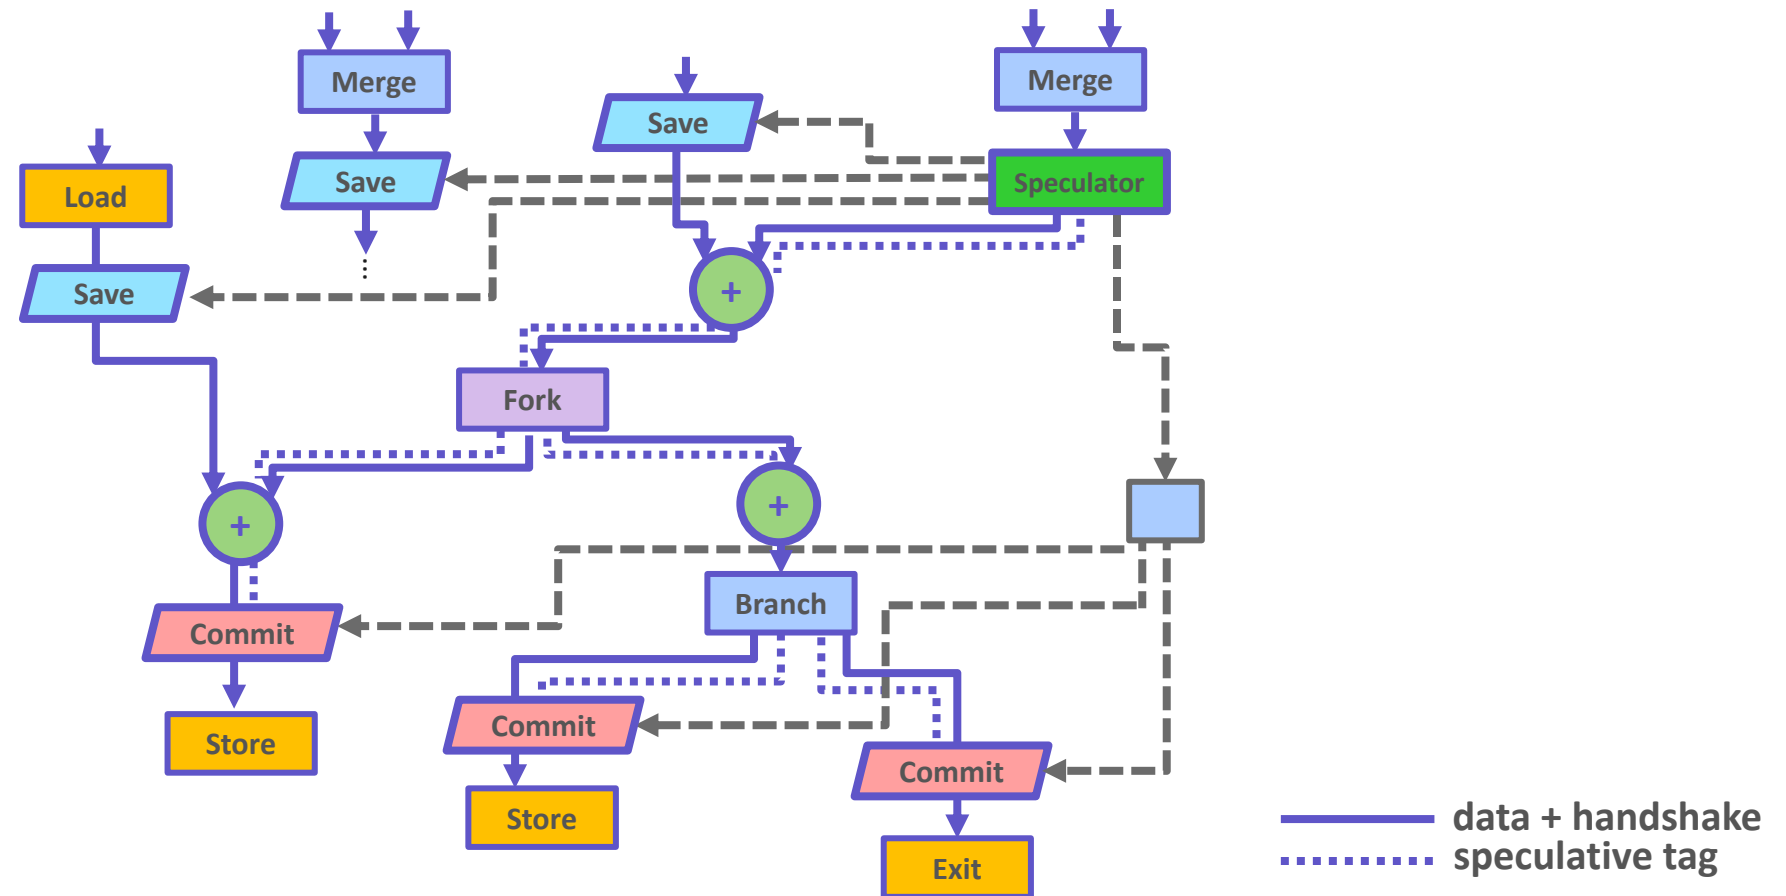 Merge
Merge
Save
Save
Speculator
Load
Save
+
Fork
+
+
Branch
Commit
Commit
Store
Commit
Store
Exit
data + handshake
speculative tag